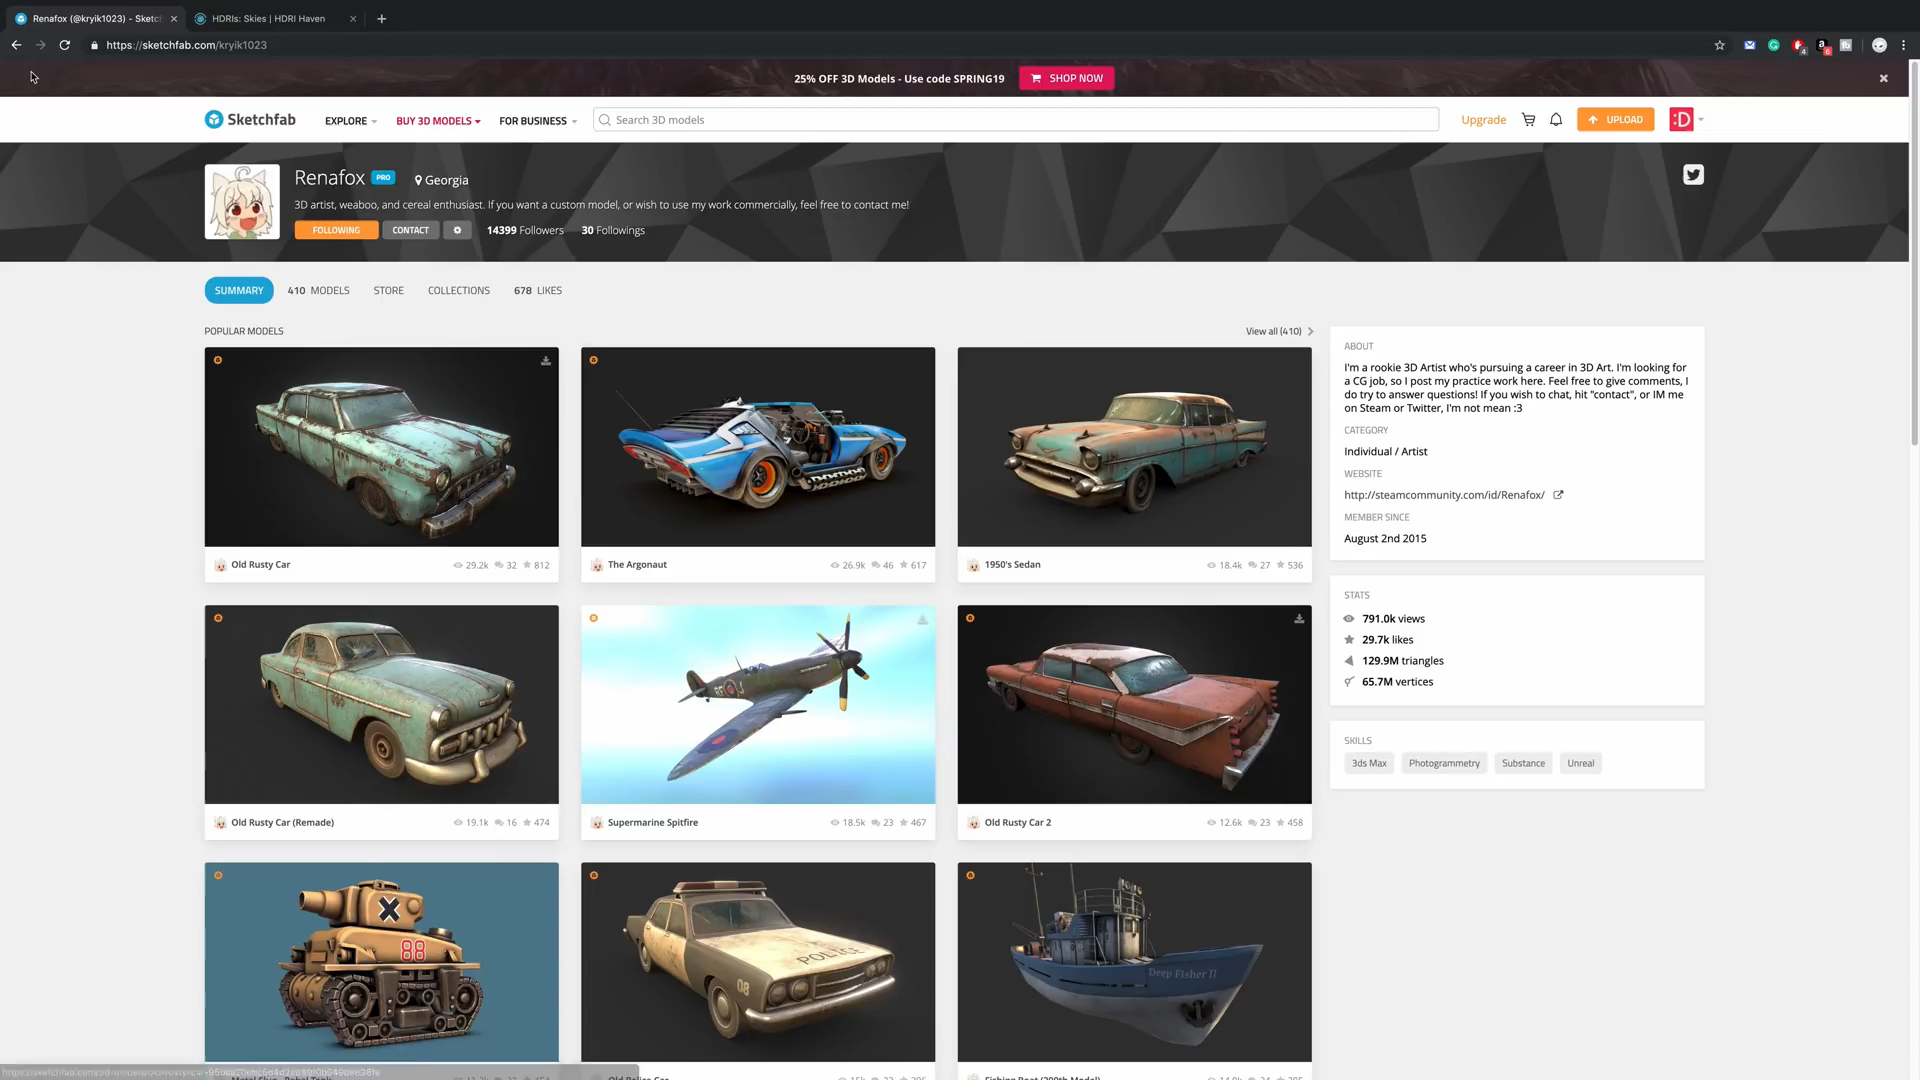 Renafox (@kryik1023) - Sketc
HDRIs: Skies | HDRI Haven
https://sketchfab.com/kryik1023
25% OFF 3D Models - Use code SPRING19
SHOP NOW
Sketchfab
EXPLORE
BUY 3D MODELS
FOR BUSINESS
Search 3D models
Upgrade
UPLOAD
:D
Renafox PRO Georgia
3D artist, weaboo, and cereal enthusiast. If you want a custom model, or wish to use my work commercially, feel free to contact me!
FOLLOWING CONTACT 14399 Followers 30 Followings
SUMMARY 410 MODELS STORE COLLECTIONS 678 LIKES
POPULAR MODELS
View all (410)
Old Rusty Car 29.2k 32 812
The Argonaut 26.9k 46 617
1950's Sedan 18.4k 27 536
Old Rusty Car (Remade) 19.1k 16 474
Supermarine Spitfire 18.5k 23 467
Old Rusty Car 2 12.6k 23 458
88
POLICE
08
Deep Fisher II
ABOUT
I'm a rookie 3D Artist who's pursuing a career in 3D Art. I'm looking for
a CG job, so I post my practice work here. Feel free to give comments, I
do try to answer questions! If you wish to chat, hit "contact", or IM me
on Steam or Twitter, I'm not mean :3
CATEGORY
Individual / Artist
WEBSITE
http://steamcommunity.com/id/Renafox/
MEMBER SINCE
August 2nd 2015
STATS
791.0k views
29.7k likes
129.9M triangles
65.7M vertices
SKILLS
3ds Max Photogrammetry Substance Unreal